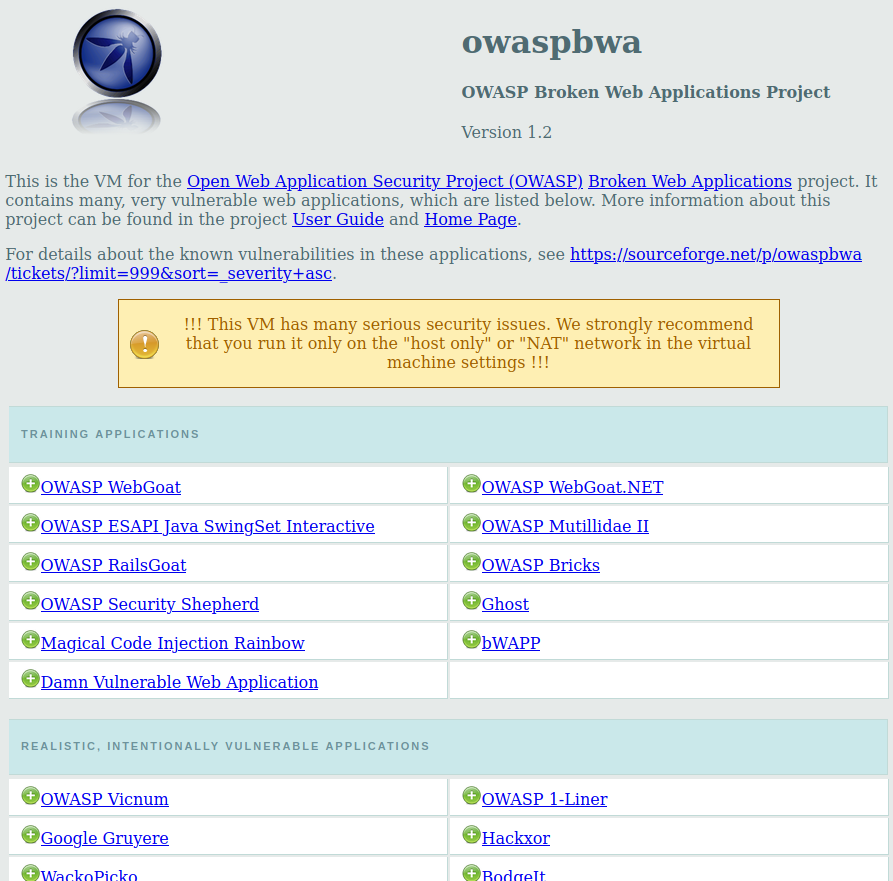 owaspbwa
OWASP Broken Web Applications Project
Version 1.2
This is the VM for the Open Web Application Security Project (OWASP) Broken Web Applications project. It
contains many, very vulnerable web applications, which are listed below. More information about this
project can be found in the project User Guide and Home Page.
For details about the known vulnerabilities in these applications, see https://sourceforge.net/p/owaspbwa
/tickets/?limit=999&sort=_severity+asc.
!!! This VM has many serious security issues. We strongly recommend
that you run it only on the "host only" or "NAT" network in the virtual
machine settings !!!
TRAINING APPLICATIONS
OWASP WebGoat
OWASP WebGoat.NET
OWASP ESAPI Java SwingSet Interactive
OWASP Mutillidae II
OWASP RailsGoat
OWASP Bricks
OWASP Security Shepherd
Ghost
Magical Code Injection Rainbow
bWAPP
Damn Vulnerable Web Application
REALISTIC, INTENTIONALLY VULNERABLE APPLICATIONS
OWASP Vicnum
OWASP 1-Liner
Google Gruyere
Hackxor
WackoPicko
BodgeIt